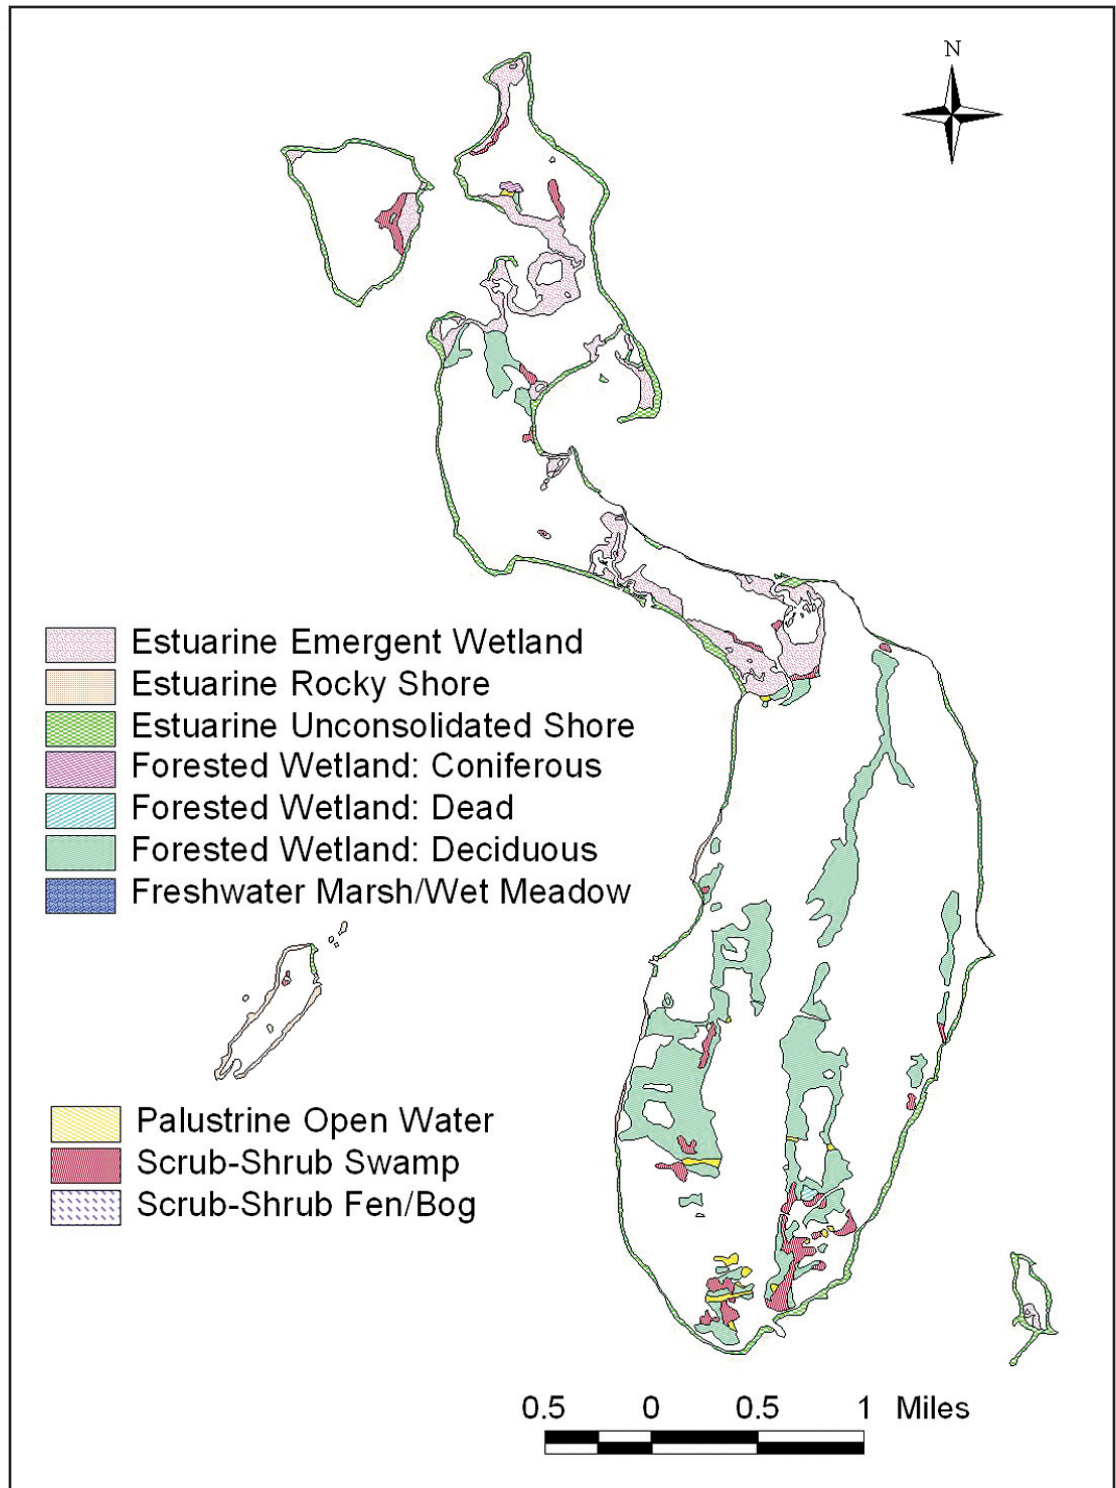 N
Estuarine Emergent Wetland
Estuarine Rocky Shore
Estuarine Unconsolidated Shore
Forested Wetland: Coniferous
Forested Wetland: Dead
Forested Wetland: Deciduous
Freshwater Marsh/Wet Meadow
Palustrine Open Water
Scrub-Shrub Swamp
Scrub-Shrub Fen/Bog
0.5 0 0.5 1 Miles